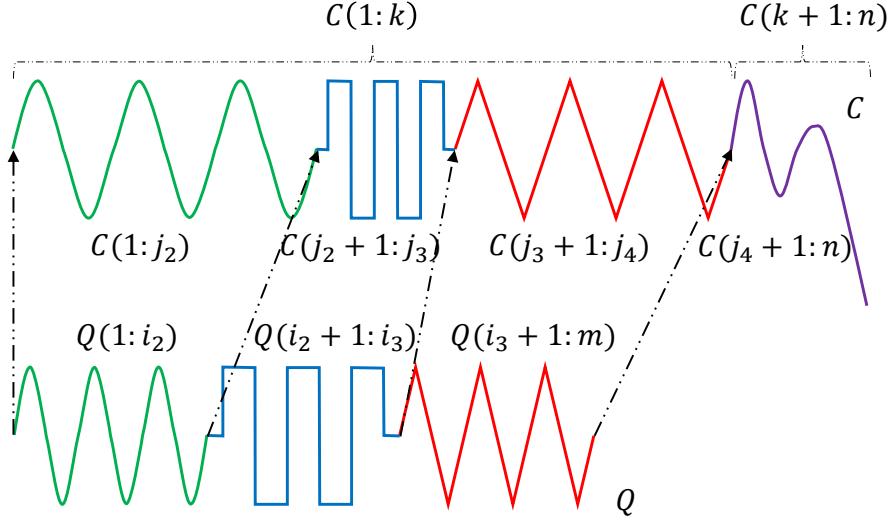 C(1:k)
C(k + 1:n)
C
C(1:j₂)
C(j₂ + 1:j₃)
C(j₃ + 1:j₄)
C(j₄ + 1:n)
Q(1:i₂)
Q(i₂ + 1:i₃)
Q(i₃ + 1:m)
Q